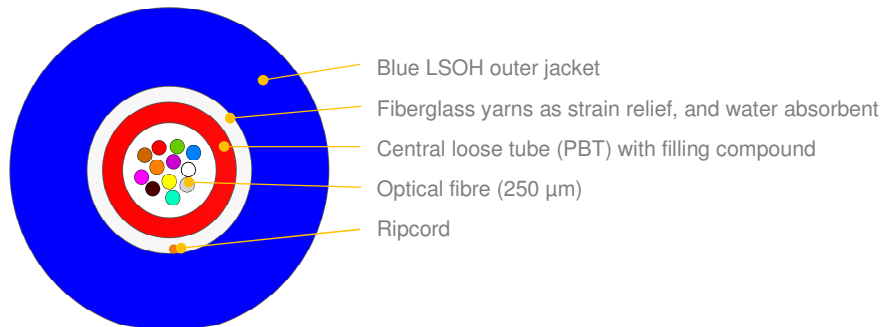 Blue LSOH outer jacket
Fiberglass yarns as strain relief, and water absorbent
Central loose tube (PBT) with filling compound
Optical fibre (250 µm)
Ripcord